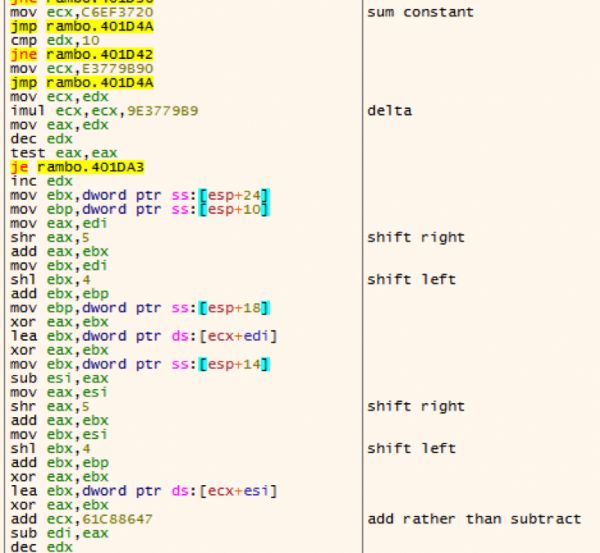 jne rambo.401D36
mov ecx,C6EF3720 sum constant
jmp rambo.401D4A
cmp edx,10
jne rambo.401D42
mov ecx,E3779B90
jmp rambo.401D4A
mov ecx,edx
imul ecx,ecx,9E3779B9 delta
mov eax,edx
dec edx
test eax,eax
je rambo.401DA3
inc edx
mov ebx,dword ptr ss:[esp+24]
mov ebp,dword ptr ss:[esp+10]
mov eax,edi
shr eax,5 shift right
add eax,ebx
mov ebx,edi
shl ebx,4 shift left
add ebx,ebp
mov ebp,dword ptr ss:[esp+18]
xor eax,ebx
lea ebx,dword ptr ds:[ecx+edi]
xor eax,ebx
mov ebx,dword ptr ss:[esp+14]
sub esi,eax
mov eax,esi
shr eax,5 shift right
add eax,ebx
mov ebx,esi
shl ebx,4 shift left
add ebx,ebp
xor eax,ebx
lea ebx,dword ptr ds:[ecx+esi]
xor eax,ebx
add ecx,61C88647 add rather than subtract
sub edi,eax
dec edx